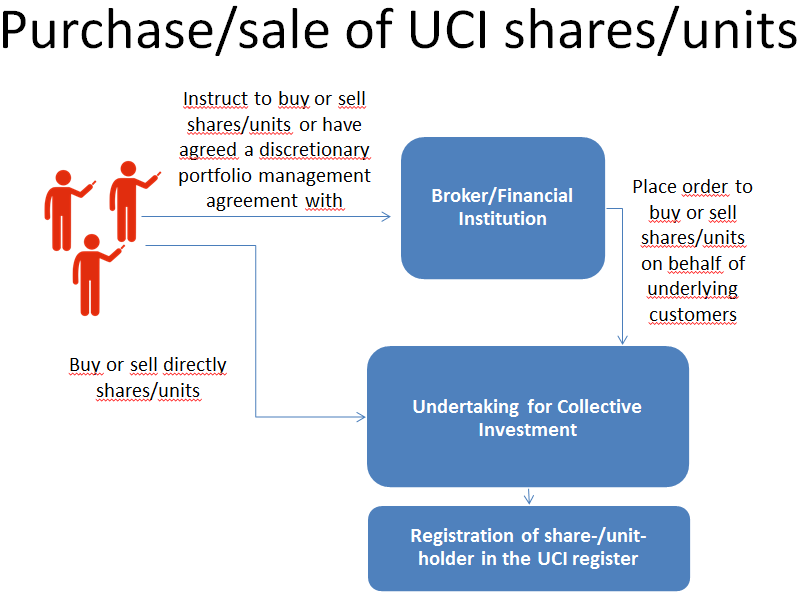 Purchase/sale of UCI shares/units
Instruct to buy or sell
shares/units or have
agreed a discretionary
portfolio management
agreement with
Broker/Financial
Institution
Place order to
buy or sell
shares/units
on behalf of
underlying
customers
Buy or sell directly
shares/units
Undertaking for Collective
Investment
Registration of share-/unit-
holder in the UCI register